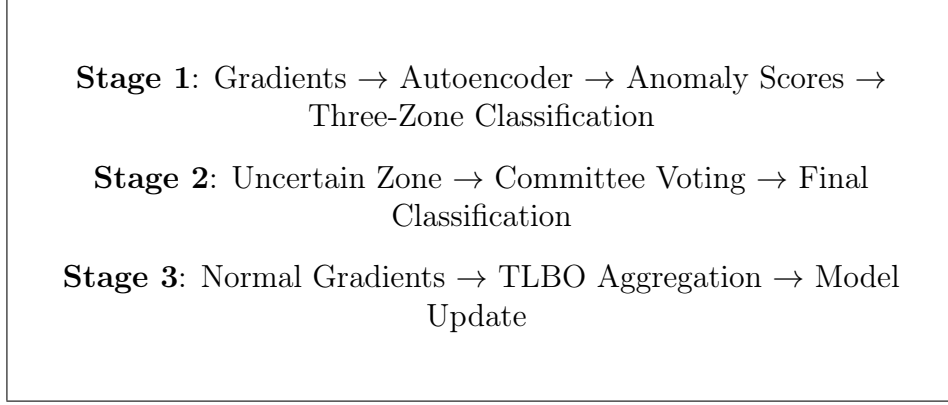 Stage 1: Gradients → Autoencoder → Anomaly Scores →
Three-Zone Classification
Stage 2: Uncertain Zone → Committee Voting → Final
Classification
Stage 3: Normal Gradients → TLBO Aggregation → Model
Update